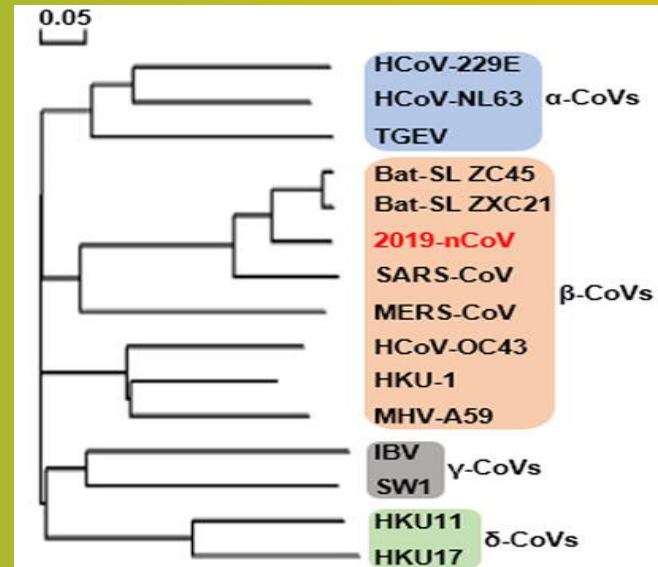 0.05
HCoV-229E
HCoV-NL63
α-CoVs
TGEV
Bat-SL ZC45
Bat-SL ZXC21
2019-nCoV
SARS-CoV
β-CoVs
MERS-CoV
HCoV-OC43
HKU-1
MHV-A59
IBV
γ-CoVs
SW1
HKU11
δ-CoVs
HKU17